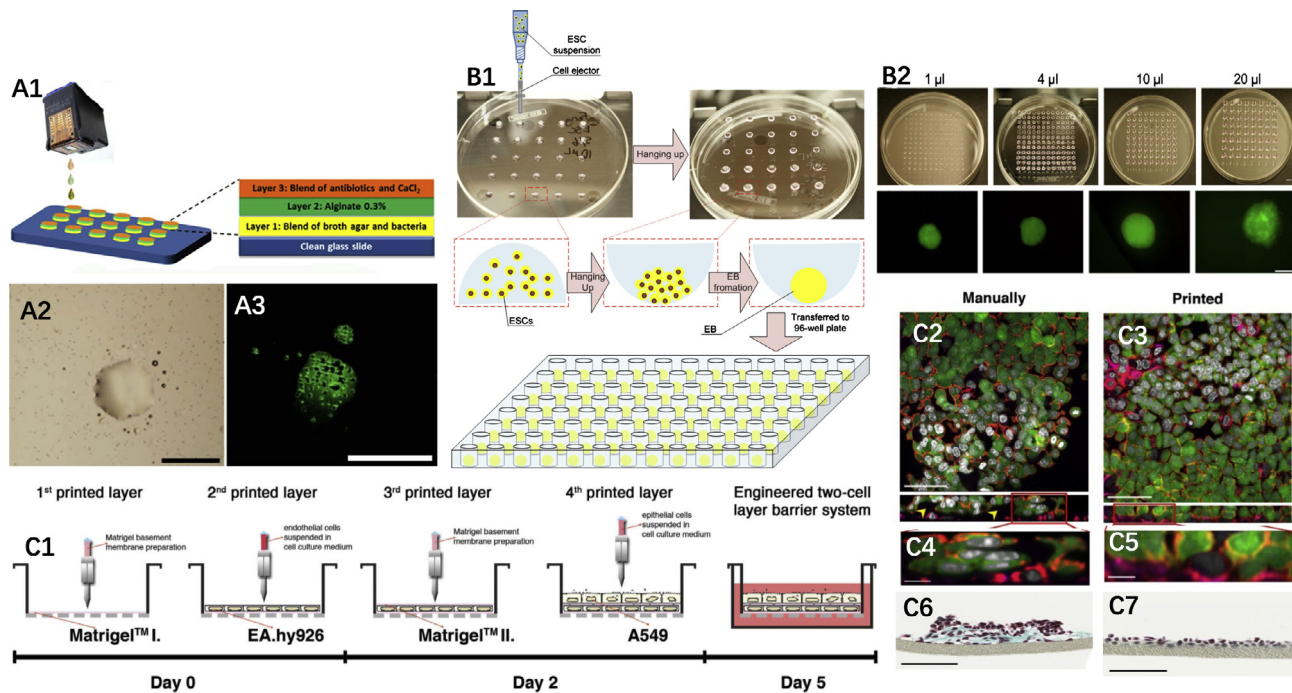 A1
Layer 3: Blend of antibiotics and CaCl₂
Layer 2: Alginate 0.3%
Layer 1: Blend of broth agar and bacteria
Clean glass slide
A2
A3
B1
ESC
suspension
Cell ejector
Hanging up
Hanging
Up
EB
fromation
ESCs
EB
Transferred to
96-well plate
B2
1 μl
4 μl
10 μl
20 μl
Manually
Printed
C2
C3
C4
C5
C6
C7
1st printed layer
2nd printed layer
3rd printed layer
4th printed layer
Engineered two-cell
layer barrier system
C1
Matrigel basement
membrane preparation
endothelial cells
suspended in
cell culture medium
Matrigel basement
membrane preparation
epithelial cells
suspended in
cell culture medium
Matrigel™ I.
EA.hy926
Matrigel™ II.
A549
Day 0
Day 2
Day 5